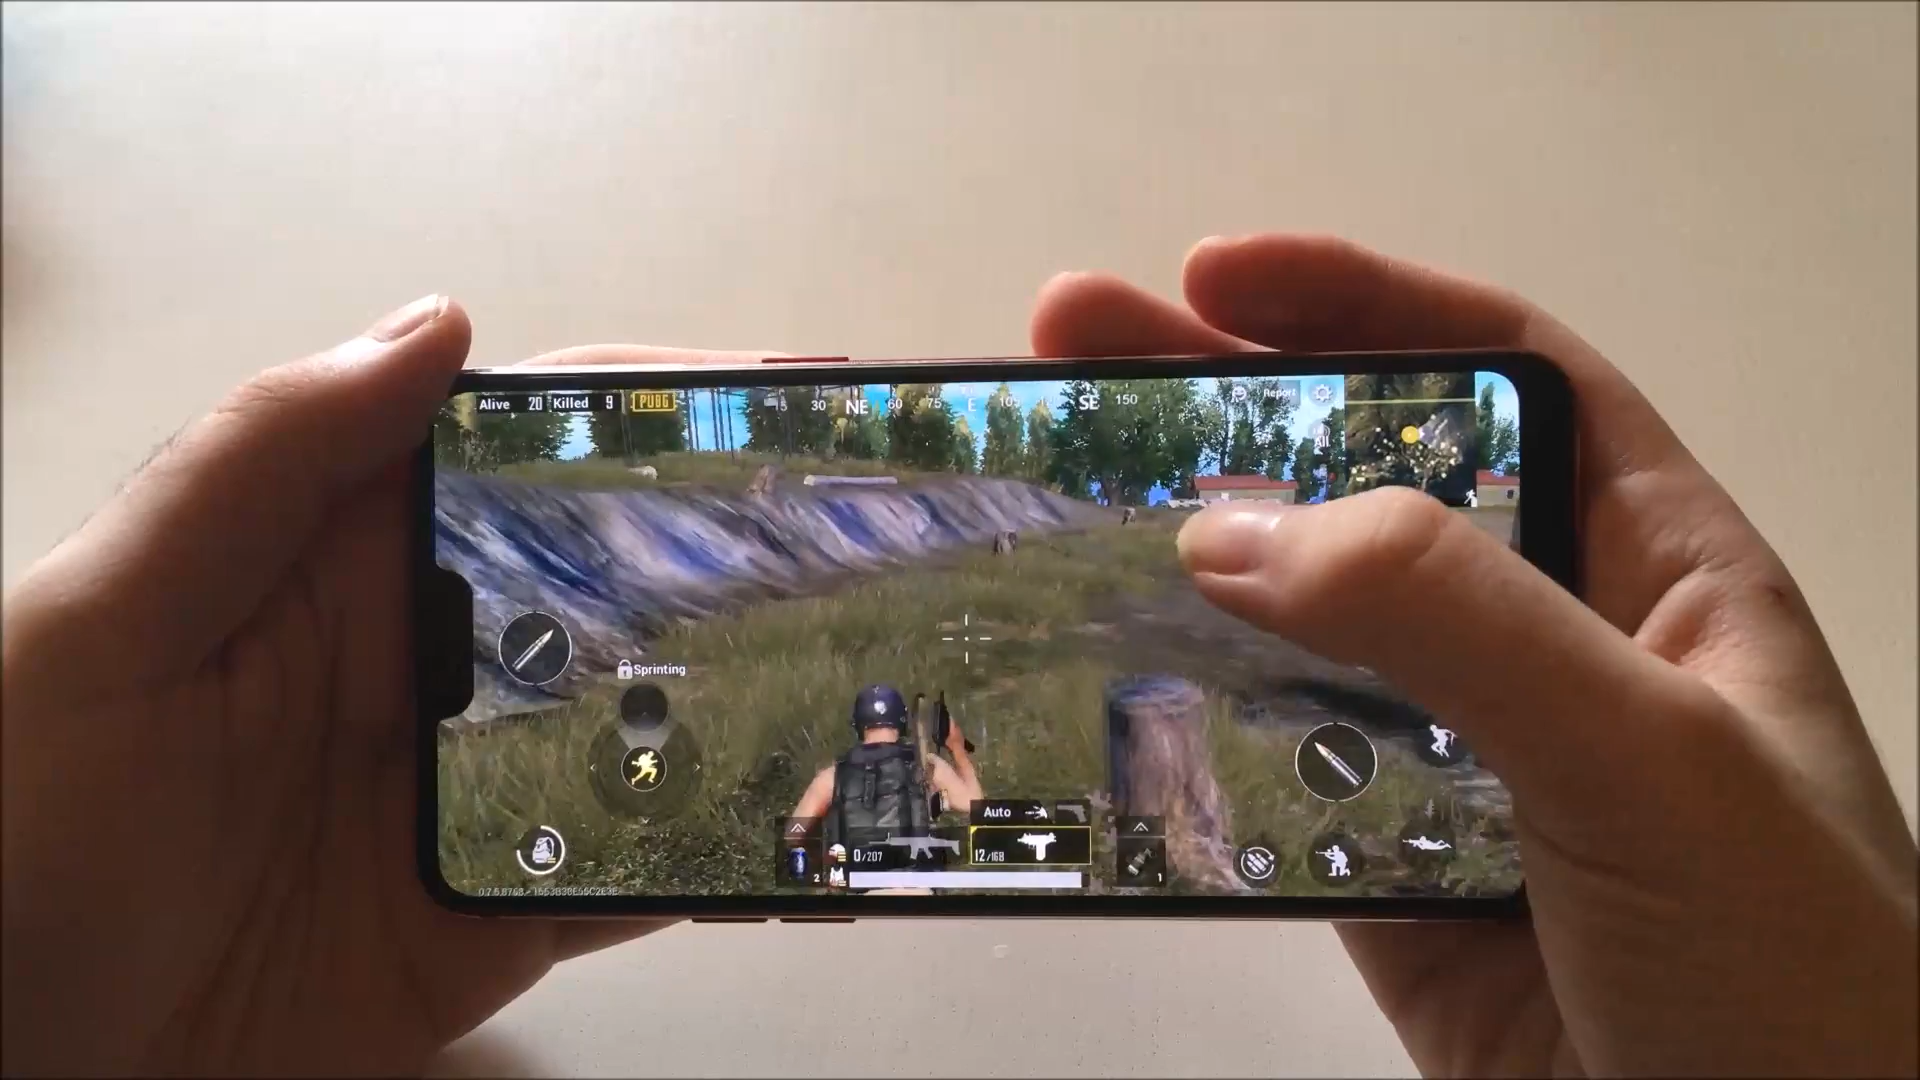 Alive 20 Killed 9 PUBG
30 NE 60 75 E 105 SE 150
Report
All
Sprinting
Auto
0/207
12/168
2
1